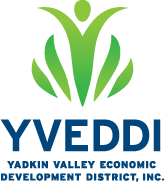 YVEDDI
YADKIN VALLEY ECONOMIC
DEVELOPMENT DISTRICT, INC.